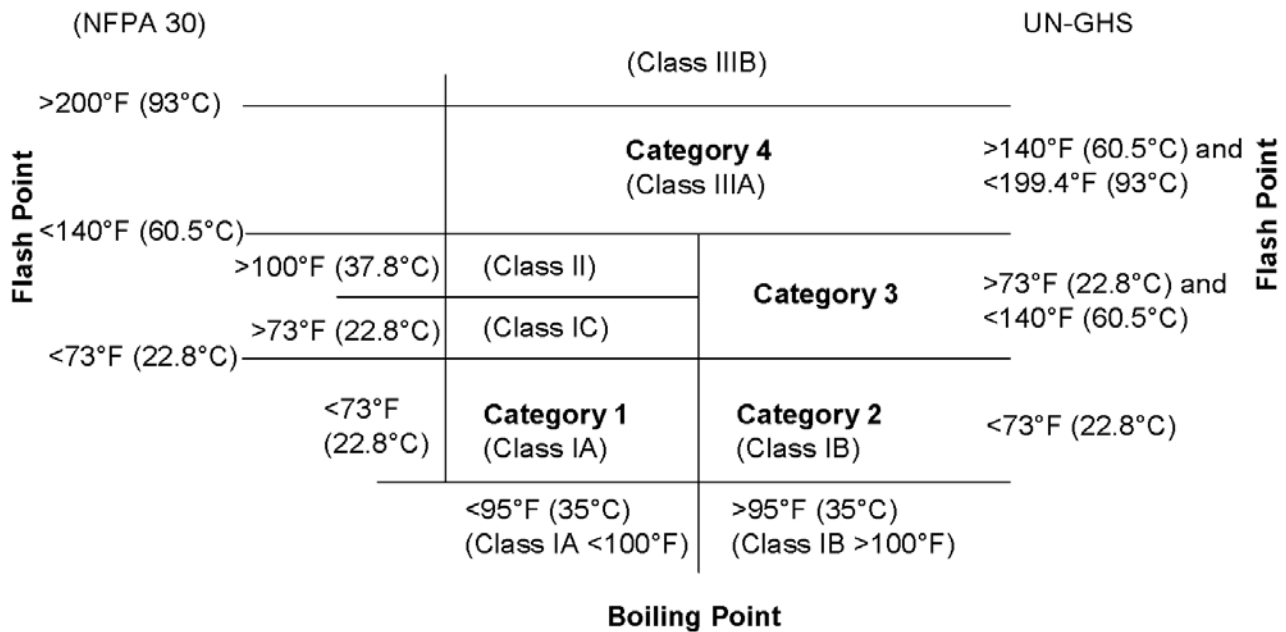 (NFPA 30)
UN-GHS
(Class IIIB)
>200°F (93°C)
Category 4
(Class IIIA)
>140°F (60.5°C) and
<199.4°F (93°C)
Flash Point
Flash Point
<140°F (60.5°C)
>100°F (37.8°C)
(Class II)
Category 3
>73°F (22.8°C) and
<140°F (60.5°C)
>73°F (22.8°C)
(Class IC)
<73°F (22.8°C)
<73°F
(22.8°C)
Category 1
(Class IA)
Category 2
(Class IB)
<73°F (22.8°C)
<95°F (35°C)
(Class IA <100°F)
>95°F (35°C)
(Class IB >100°F)
Boiling Point